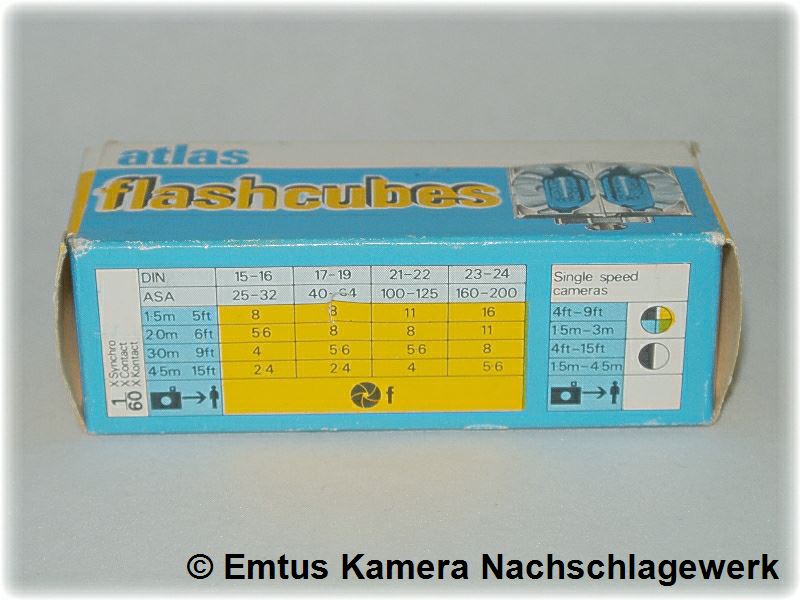 atlas
flashcubes
DIN 15-16 17-19 21-22 23-24
ASA 25-32 40-64 100-125 160-200
1·5m 5ft 8 8 11 16
2·0m 6ft 5·6 8 8 11
3·0m 9ft 4 5·6 5·6 8
4·5m 15ft 2·4 2·4 4 5·6
f
1/60
X Synchro
X Contact
X Kontakt
Single speed
cameras
4ft-9ft
1·5m-3m
4ft-15ft
1·5m-4·5m
© Emtus Kamera Nachschlagewerk